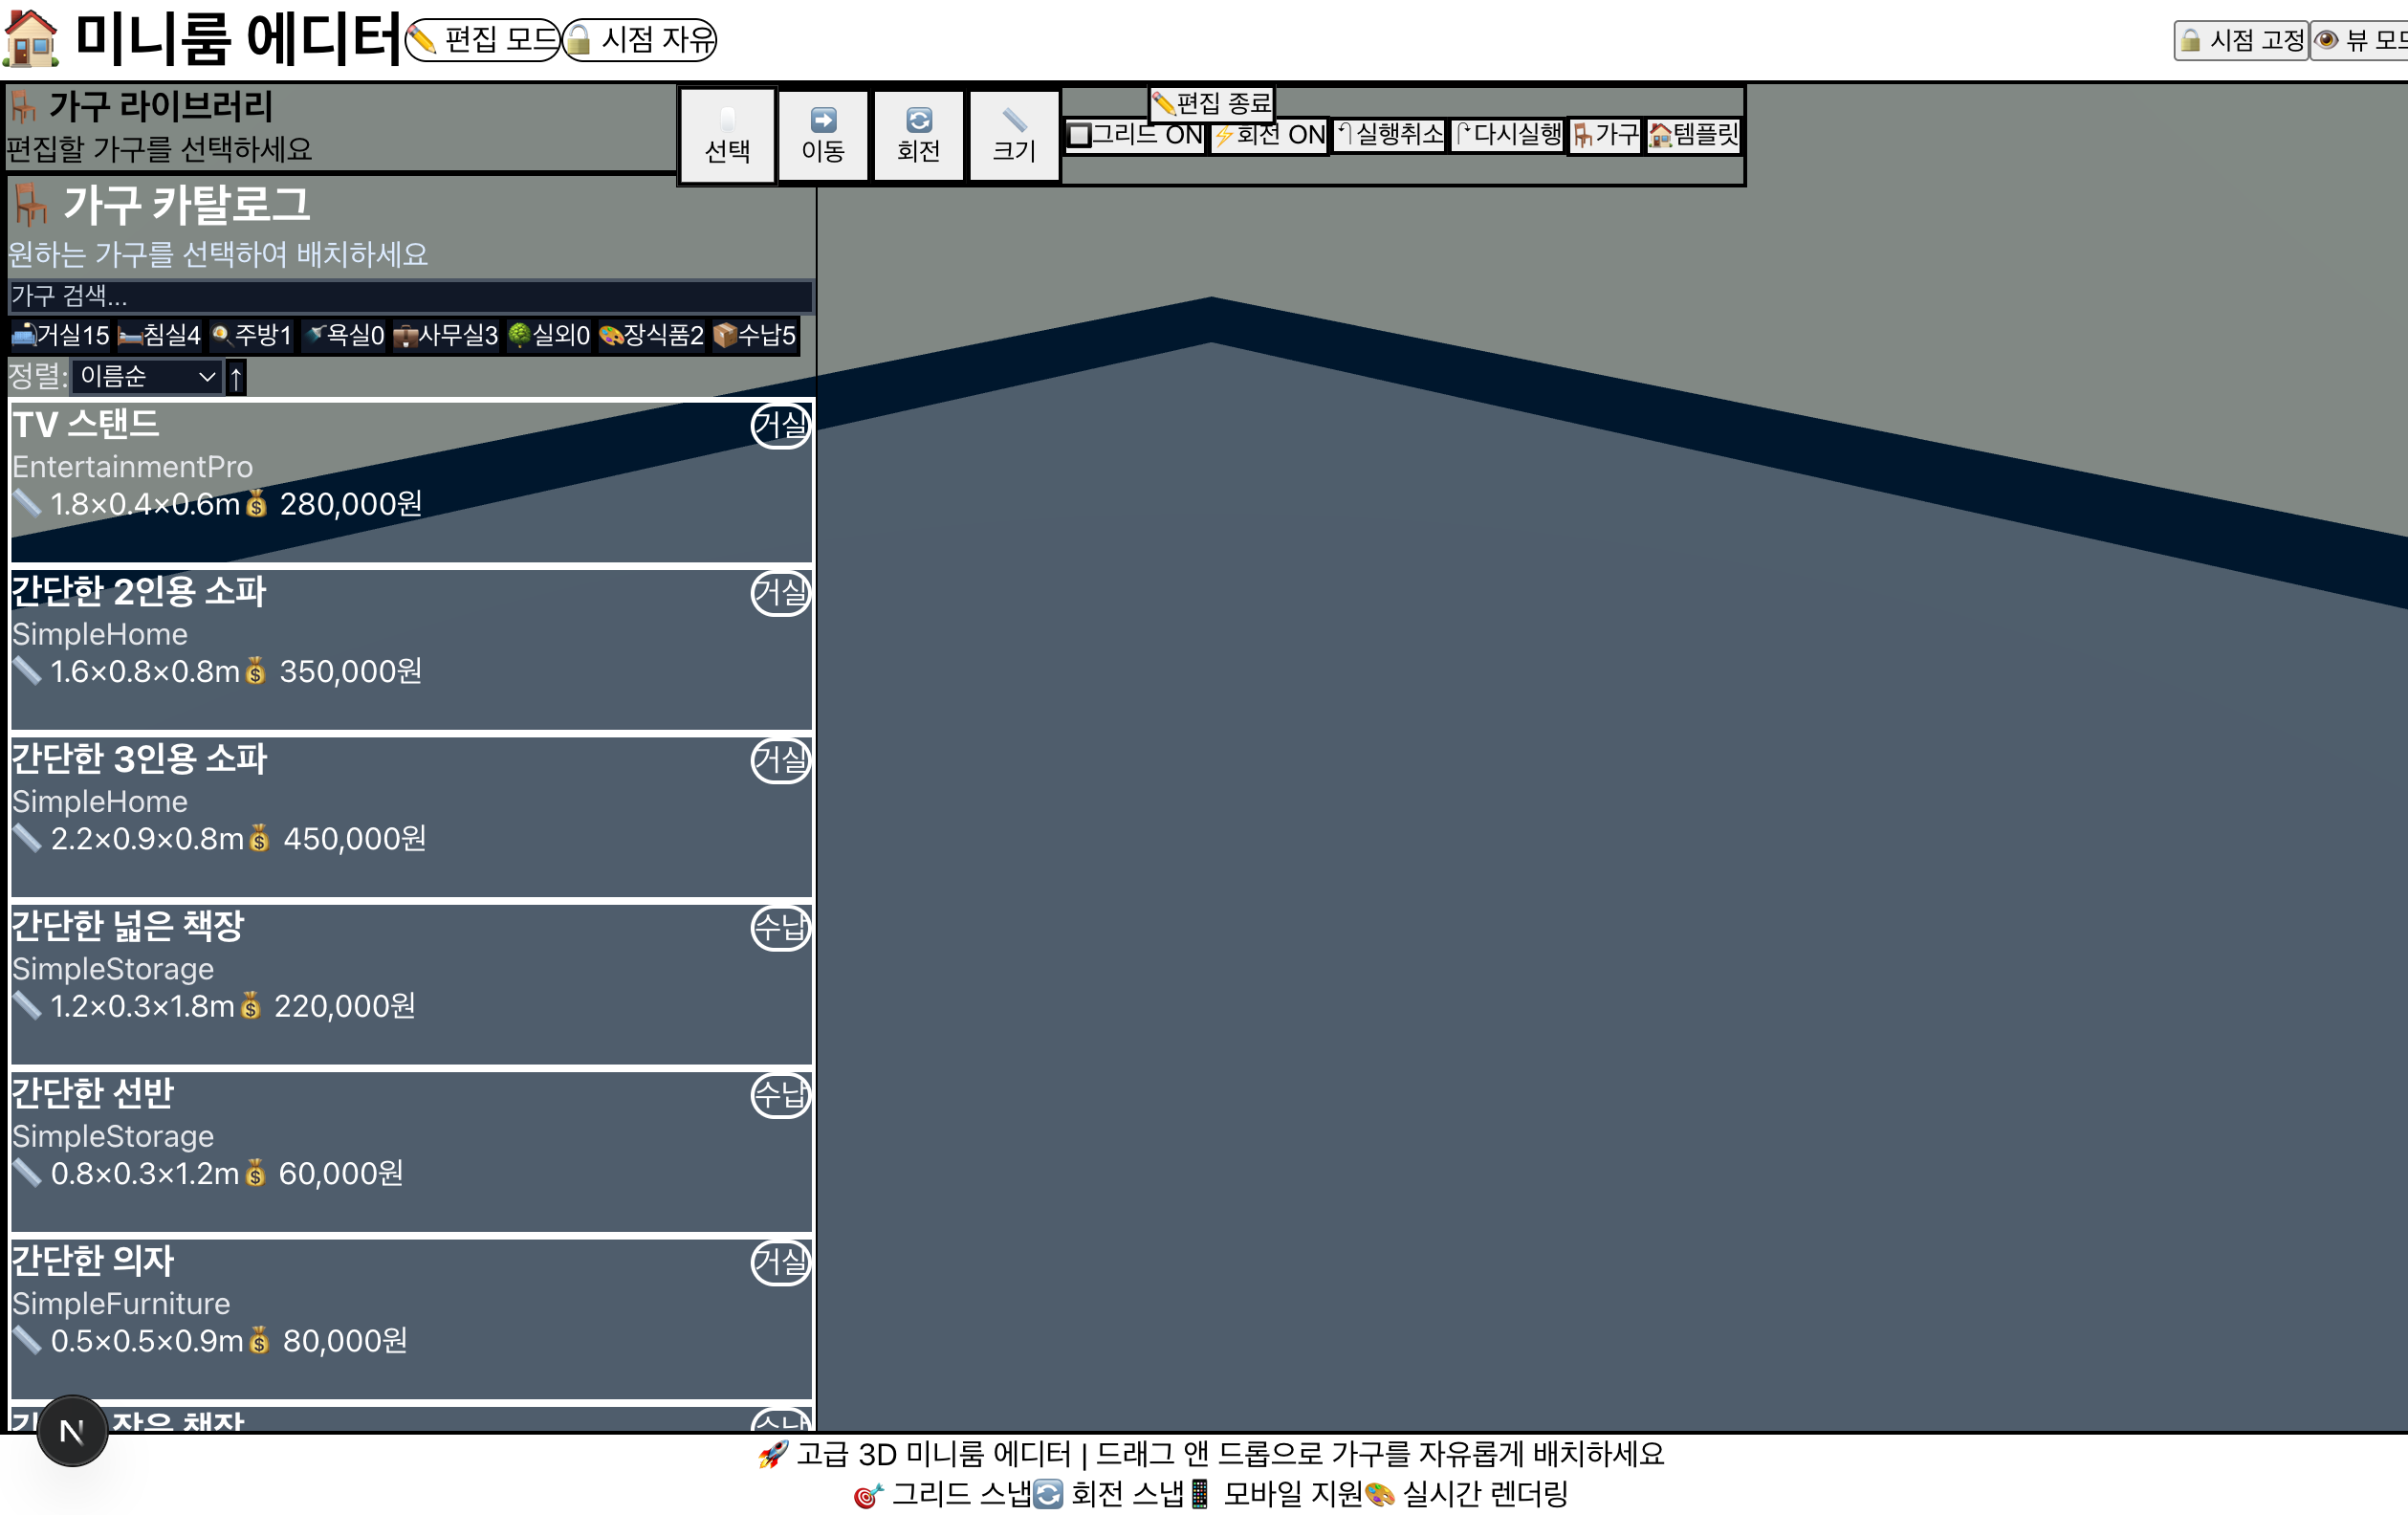 미니룸 에디터 편집 모드 시점 자유 시점 고정 뷰 모드
가구 라이브러리
편집할 가구를 선택하세요
선택 이동 회전 크기
편집 종료
그리드 ON 회전 ON 실행취소 다시실행 가구 템플릿
가구 카탈로그
원하는 가구를 선택하여 배치하세요
가구 검색...
거실15 침실4 주방1 욕실0 사무실3 실외0 장식품2 수납5
정렬: 이름순 ↑
TV 스탠드 거실
EntertainmentPro
1.8×0.4×0.6m 280,000원
간단한 2인용 소파 거실
SimpleHome
1.6×0.8×0.8m 350,000원
간단한 3인용 소파 거실
SimpleHome
2.2×0.9×0.8m 450,000원
간단한 넓은 책장 수납
SimpleStorage
1.2×0.3×1.8m 220,000원
간단한 선반 수납
SimpleStorage
0.8×0.3×1.2m 60,000원
간단한 의자 거실
SimpleFurniture
0.5×0.5×0.9m 80,000원
작은 책장 수납
N
고급 3D 미니룸 에디터 | 드래그 앤 드롭으로 가구를 자유롭게 배치하세요
그리드 스냅 회전 스냅 모바일 지원 실시간 렌더링